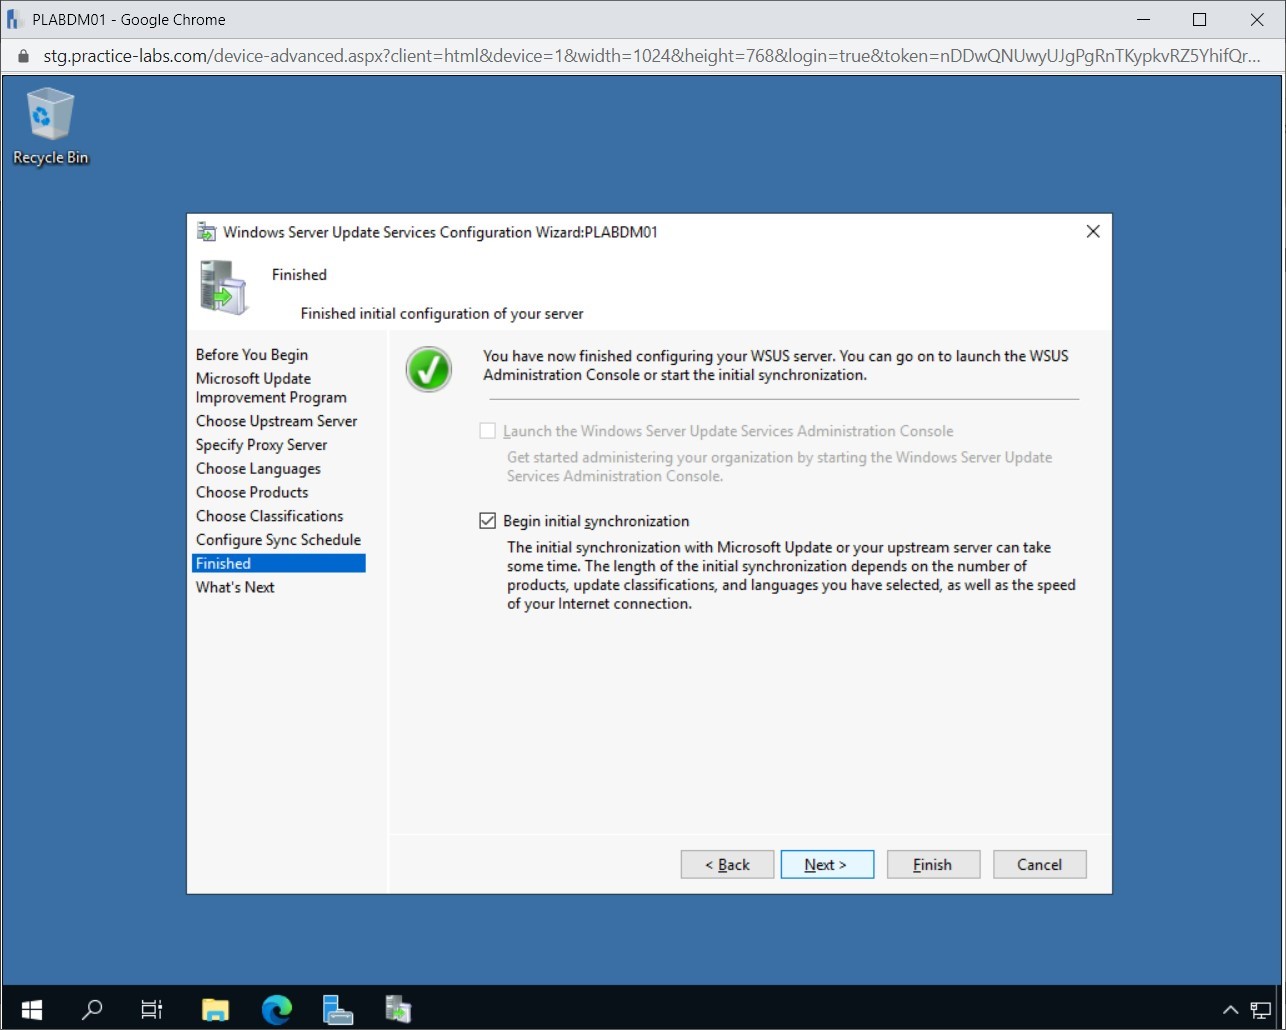 PLABDM01 - Google Chrome
stg.practice-labs.com/device-advanced.aspx?client=html&device=1&width=1024&height=768&login=true&token=nDDwQNUwyUJgPgRnTKypkvRZ5YhifQr...
Recycle Bin
Windows Server Update Services Configuration Wizard:PLABDM01
Finished
Finished initial configuration of your server
Before You Begin
Microsoft Update
Improvement Program
Choose Upstream Server
Specify Proxy Server
Choose Languages
Choose Products
Choose Classifications
Configure Sync Schedule
Finished
What's Next
You have now finished configuring your WSUS server. You can go on to launch the WSUS
Administration Console or start the initial synchronization.
Launch the Windows Server Update Services Administration Console
Get started administering your organization by starting the Windows Server Update
Services Administration Console.
Begin initial synchronization
The initial synchronization with Microsoft Update or your upstream server can take
some time. The length of the initial synchronization depends on the number of
products, update classifications, and languages you have selected, as well as the speed
of your Internet connection.
< Back
Next >
Finish
Cancel